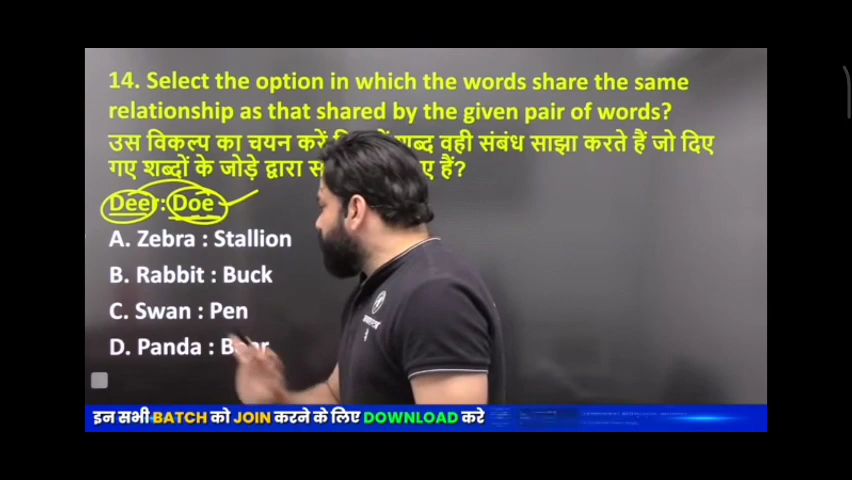 14. Select the option in which the words share the same
relationship as that shared by the given pair of words?
उस विकल्प का चयन करें शब्द वही संबंध साझा करते हैं जो दिए
गए शब्दों के जोड़े द्वारा हैं?
Deer : Doe
A. Zebra : Stallion
B. Rabbit : Buck
C. Swan : Pen
D. Panda :
इन सभी BATCH को JOIN करने के लिए DOWNLOAD करे